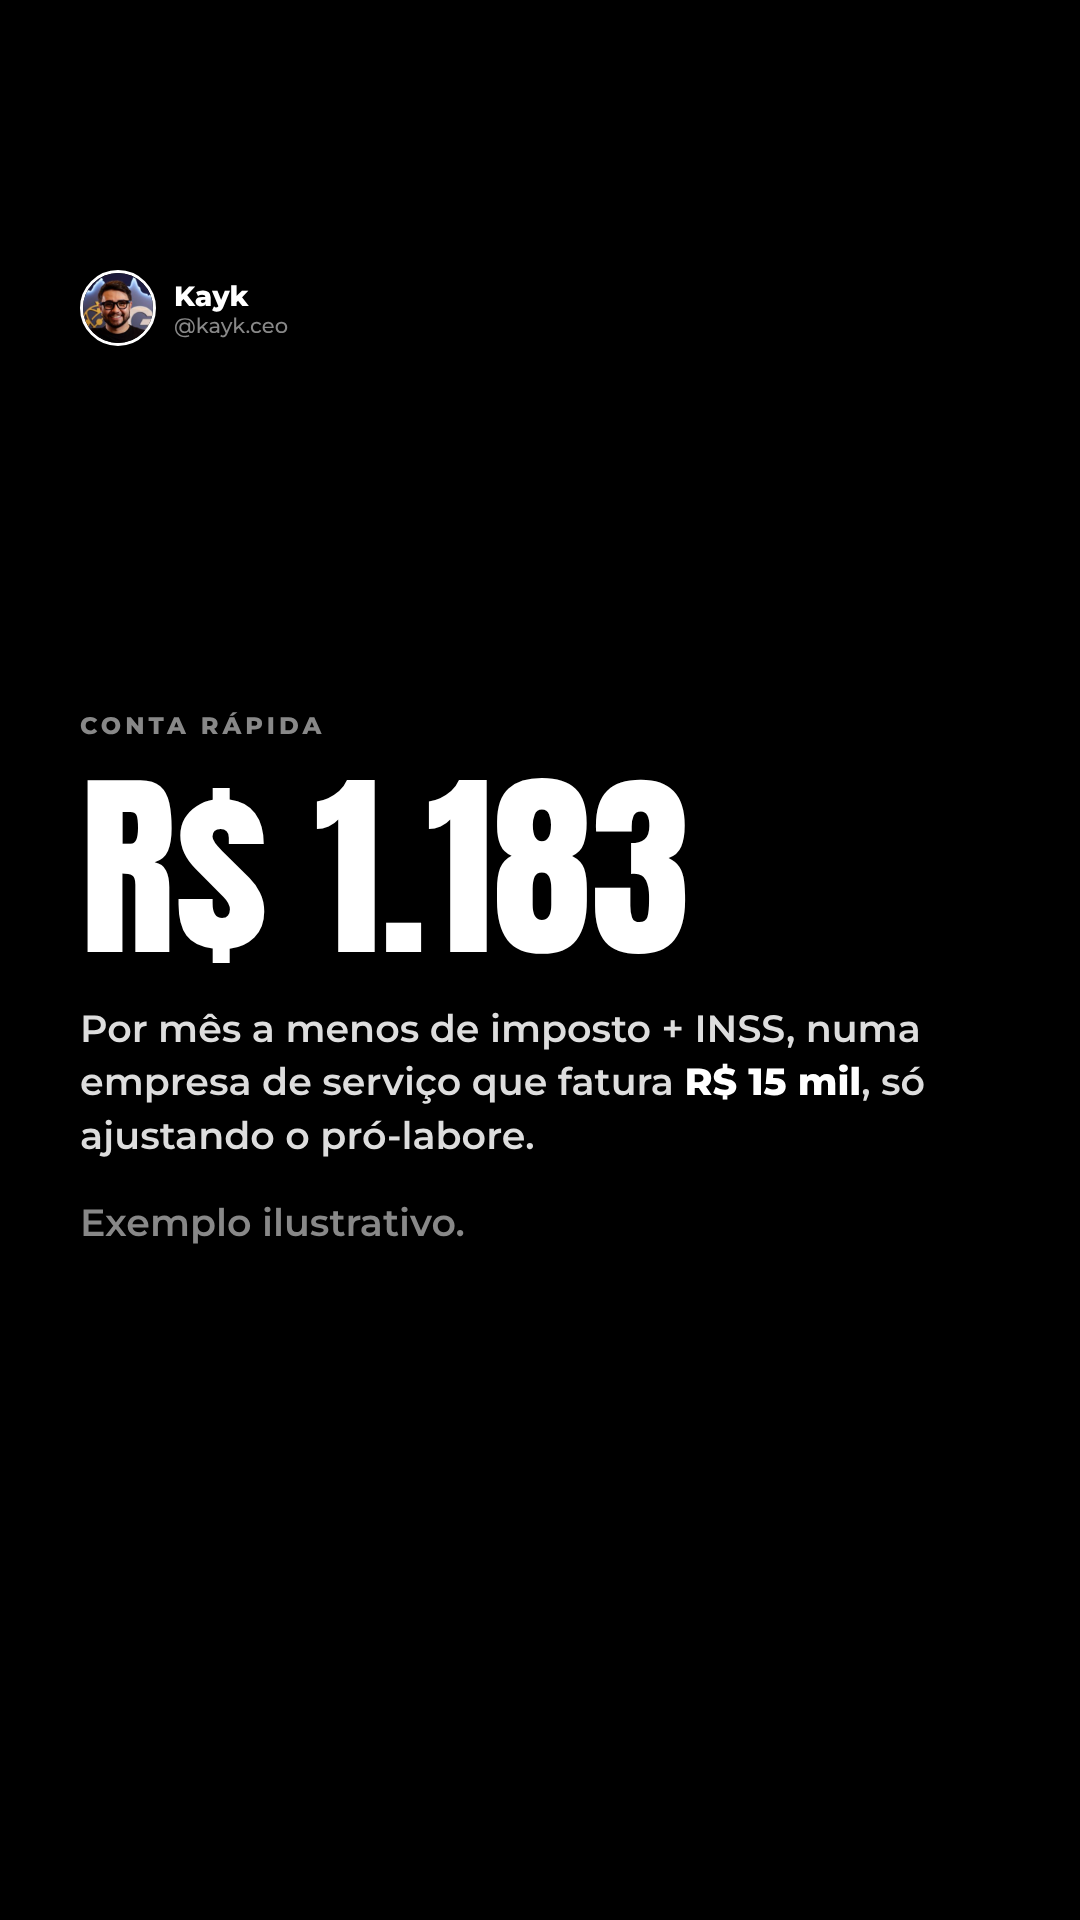 Kayk
@kayk.ceo
CONTA RÁPIDA
R$ 1.183
Por mês a menos de imposto + INSS, numa
empresa de serviço que fatura R$ 15 mil, só
ajustando o pró-labore.
Exemplo ilustrativo.